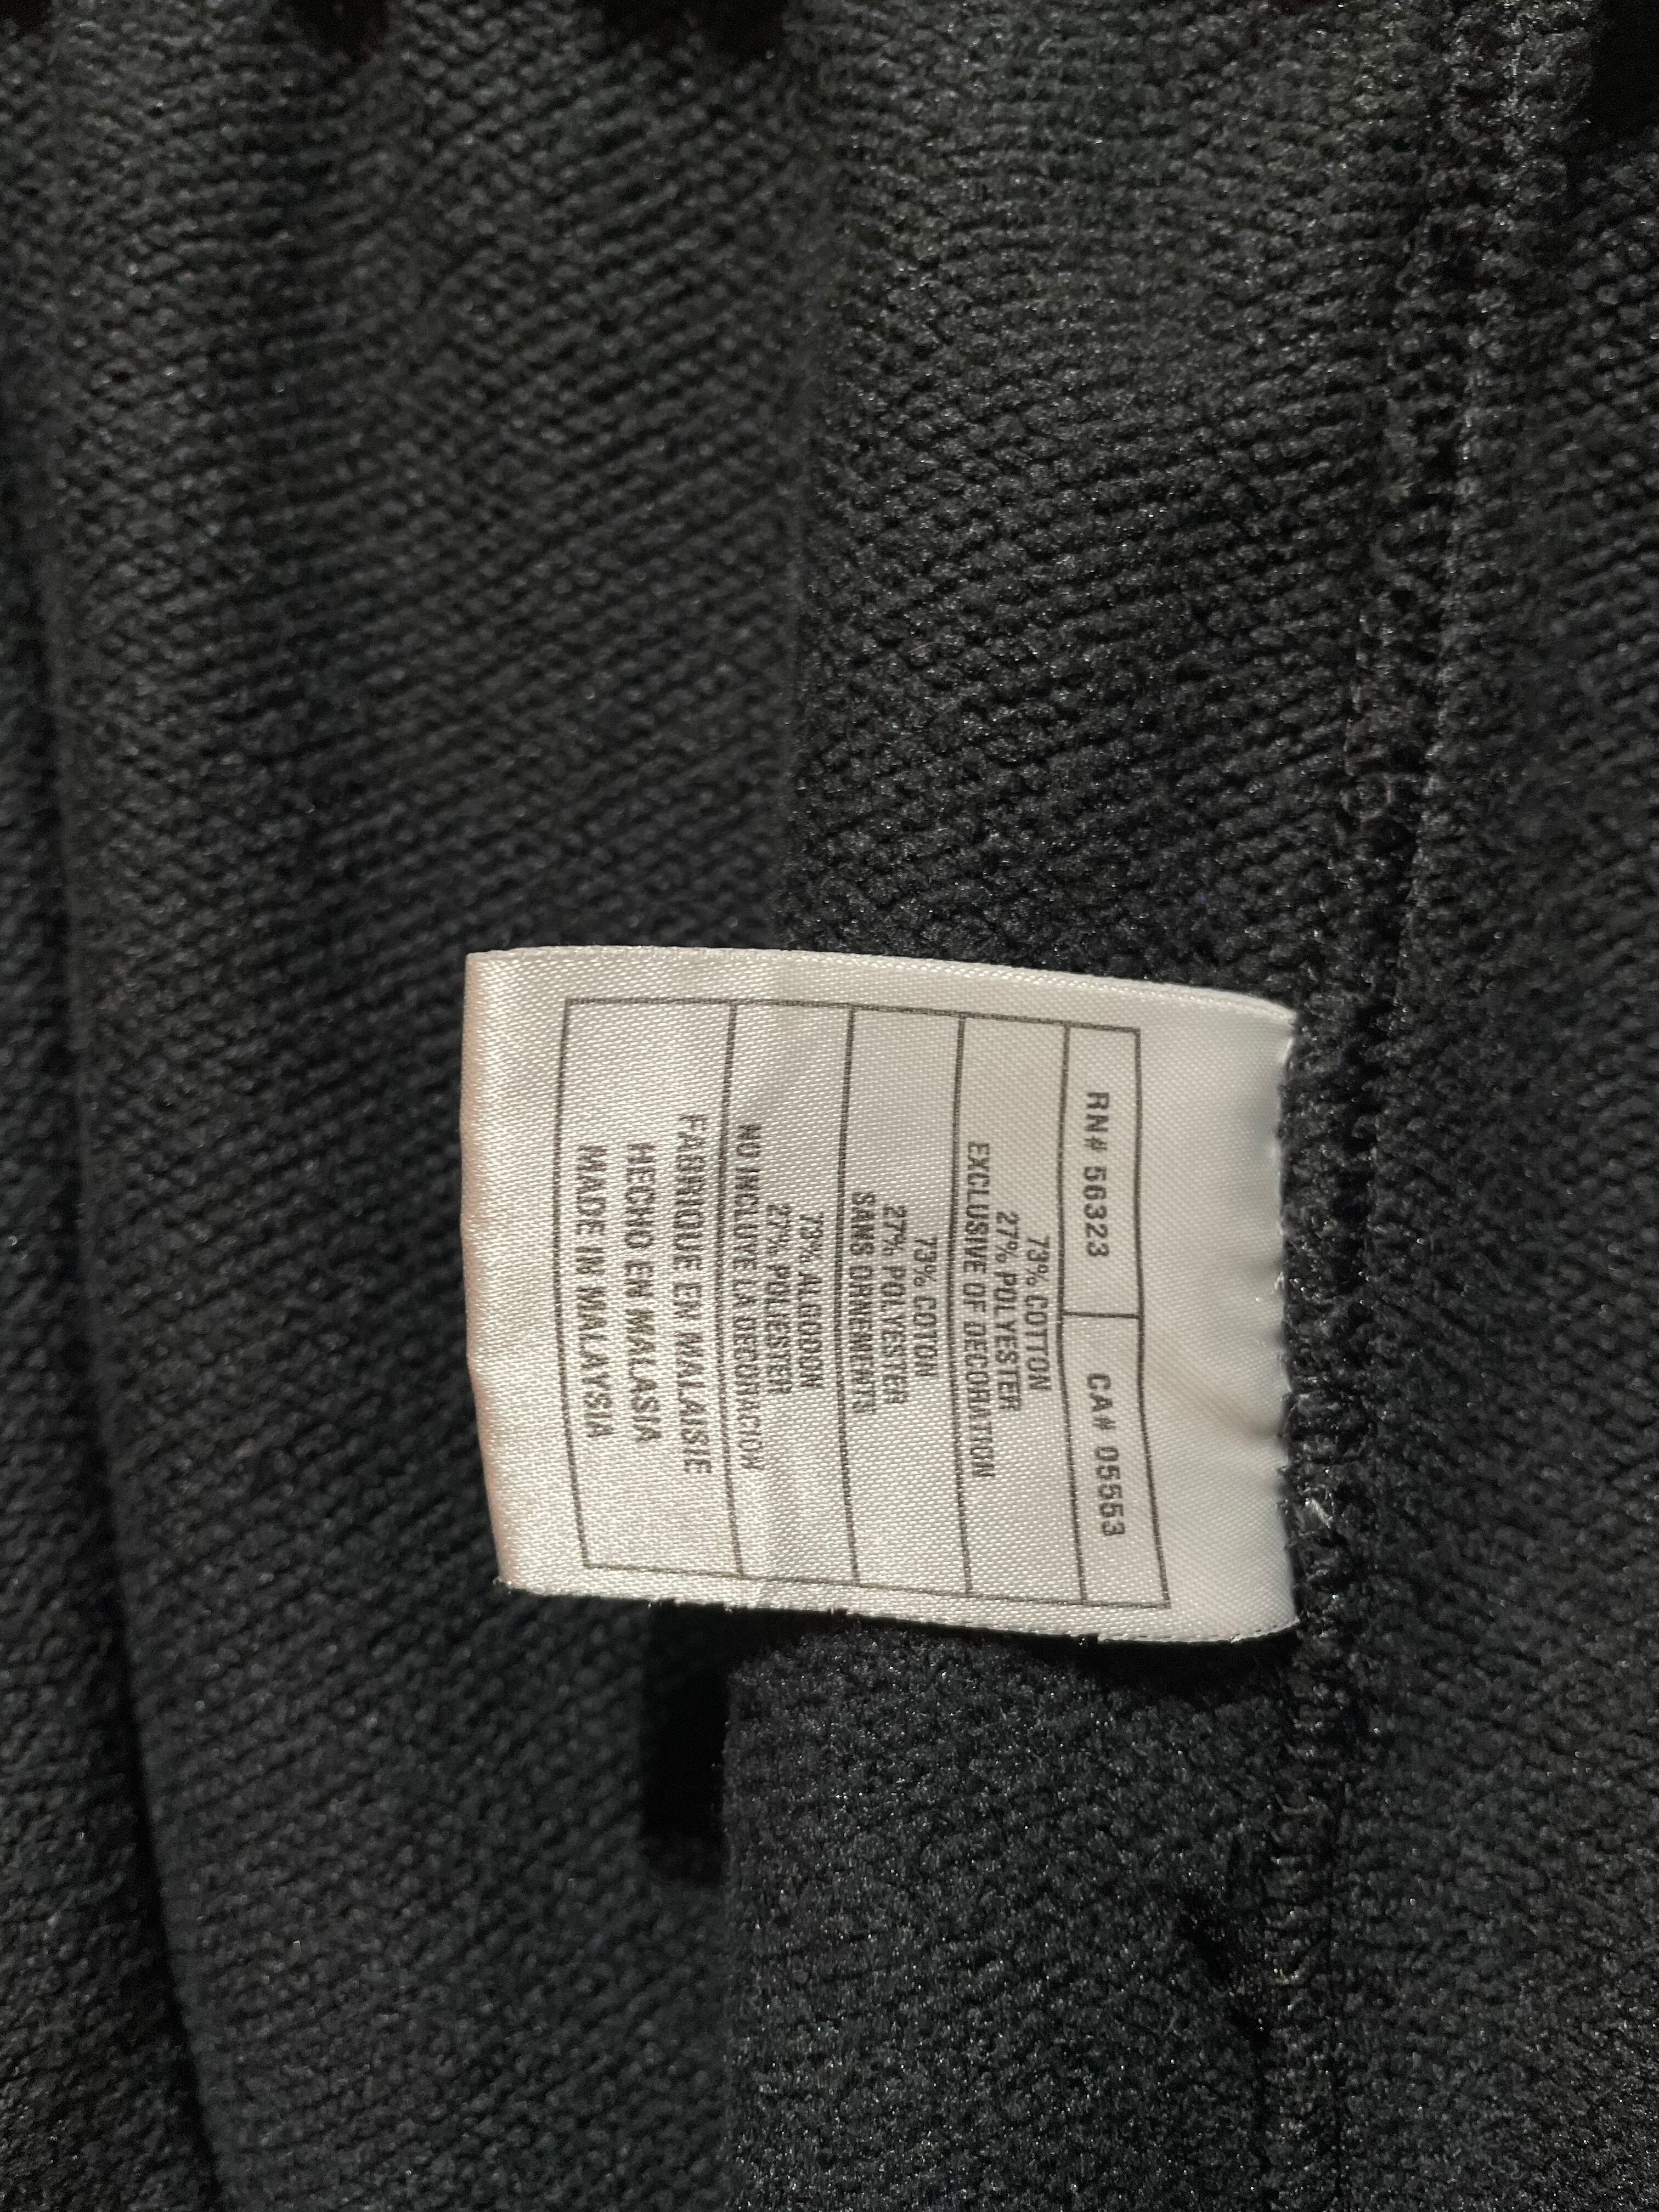 RN# 56323 CA# 05553
73% COTTON
27% POLYESTER
EXCLUSIVE OF DECORATION
73% COTON
27% POLYESTER
SANS ORNEMENTS
73% ALGODON
27% POLIESTER
NO INCLUYE LA DECORACION
FABRIQUE EN MALAISIE
HECHO EN MALASIA
MADE IN MALAYSIA